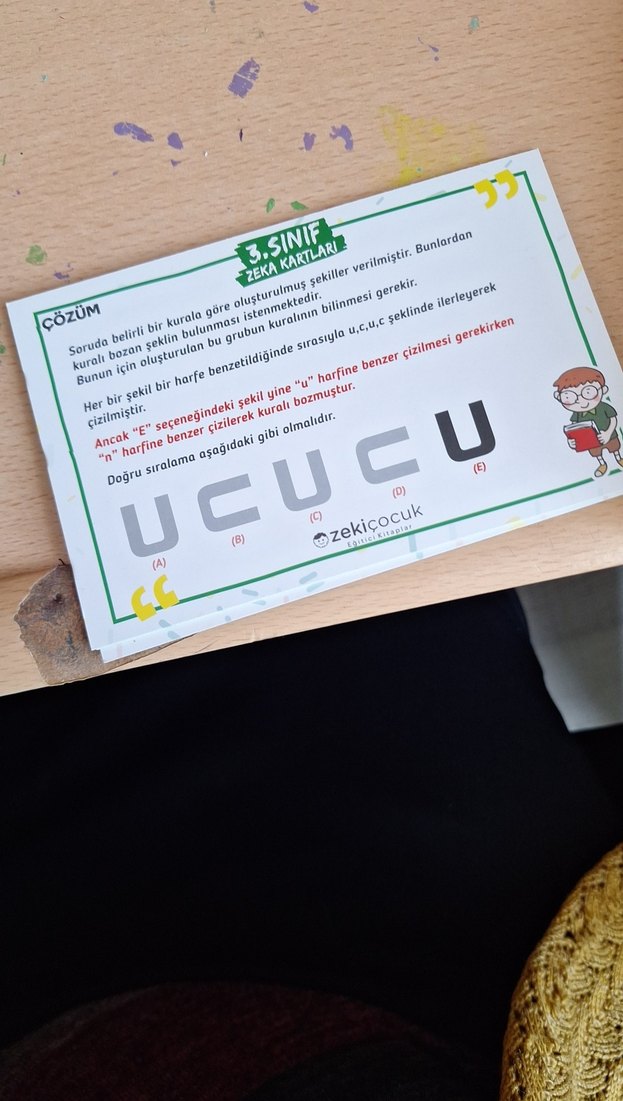 3.SINIF
ZEKA KARTLARI
ÇÖZÜM
Soruda belirli bir kurala göre oluşturulmuş şekiller verilmiştir. Bunlardan
kuralı bozan şeklin bulunması istenmektedir.
Bunun için oluşturulan bu grubun kuralının bilinmesi gerekir.
Her bir şekil bir harfe benzetildiğinde sırasıyla u,c,u,c şeklinde ilerleyerek
çizilmiştir.
Ancak "E" seçeneğindeki şekil yine "u" harfine benzer çizilmesi gerekirken
"n" harfine benzer çizilerek kuralı bozmuştur.
Doğru sıralama aşağıdaki gibi olmalıdır.
U C U C U
(A) (B) (C) (D) (E)
zekiçocuk
Eğitici Kitaplar